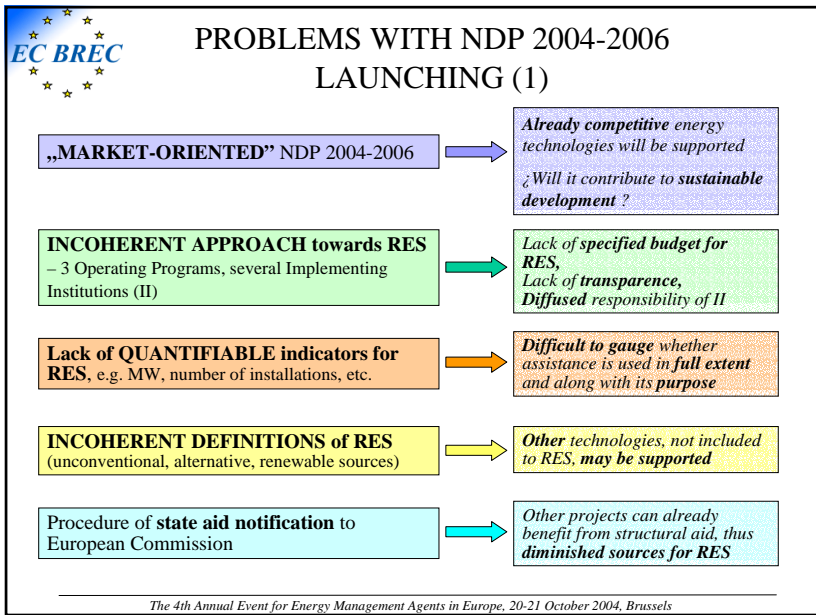 EC BREC
PROBLEMS WITH NDP 2004-2006
LAUNCHING (1)
„MARKET-ORIENTED” NDP 2004-2006
Already competitive energy
technologies will be supported
¿Will it contribute to sustainable
development ?
INCOHERENT APPROACH towards RES
– 3 Operating Programs, several Implementing
Institutions (II)
Lack of specified budget for
RES,
Lack of transparence,
Diffused responsibility of II
Lack of QUANTIFIABLE indicators for
RES, e.g. MW, number of installations, etc.
Difficult to gauge whether
assistance is used in full extent
and along with its purpose
INCOHERENT DEFINITIONS of RES
(unconventional, alternative, renewable sources)
Other technologies, not included
to RES, may be supported
Procedure of state aid notification to
European Commission
Other projects can already
benefit from structural aid, thus
diminished sources for RES
The 4th Annual Event for Energy Management Agents in Europe, 20-21 October 2004, Brussels